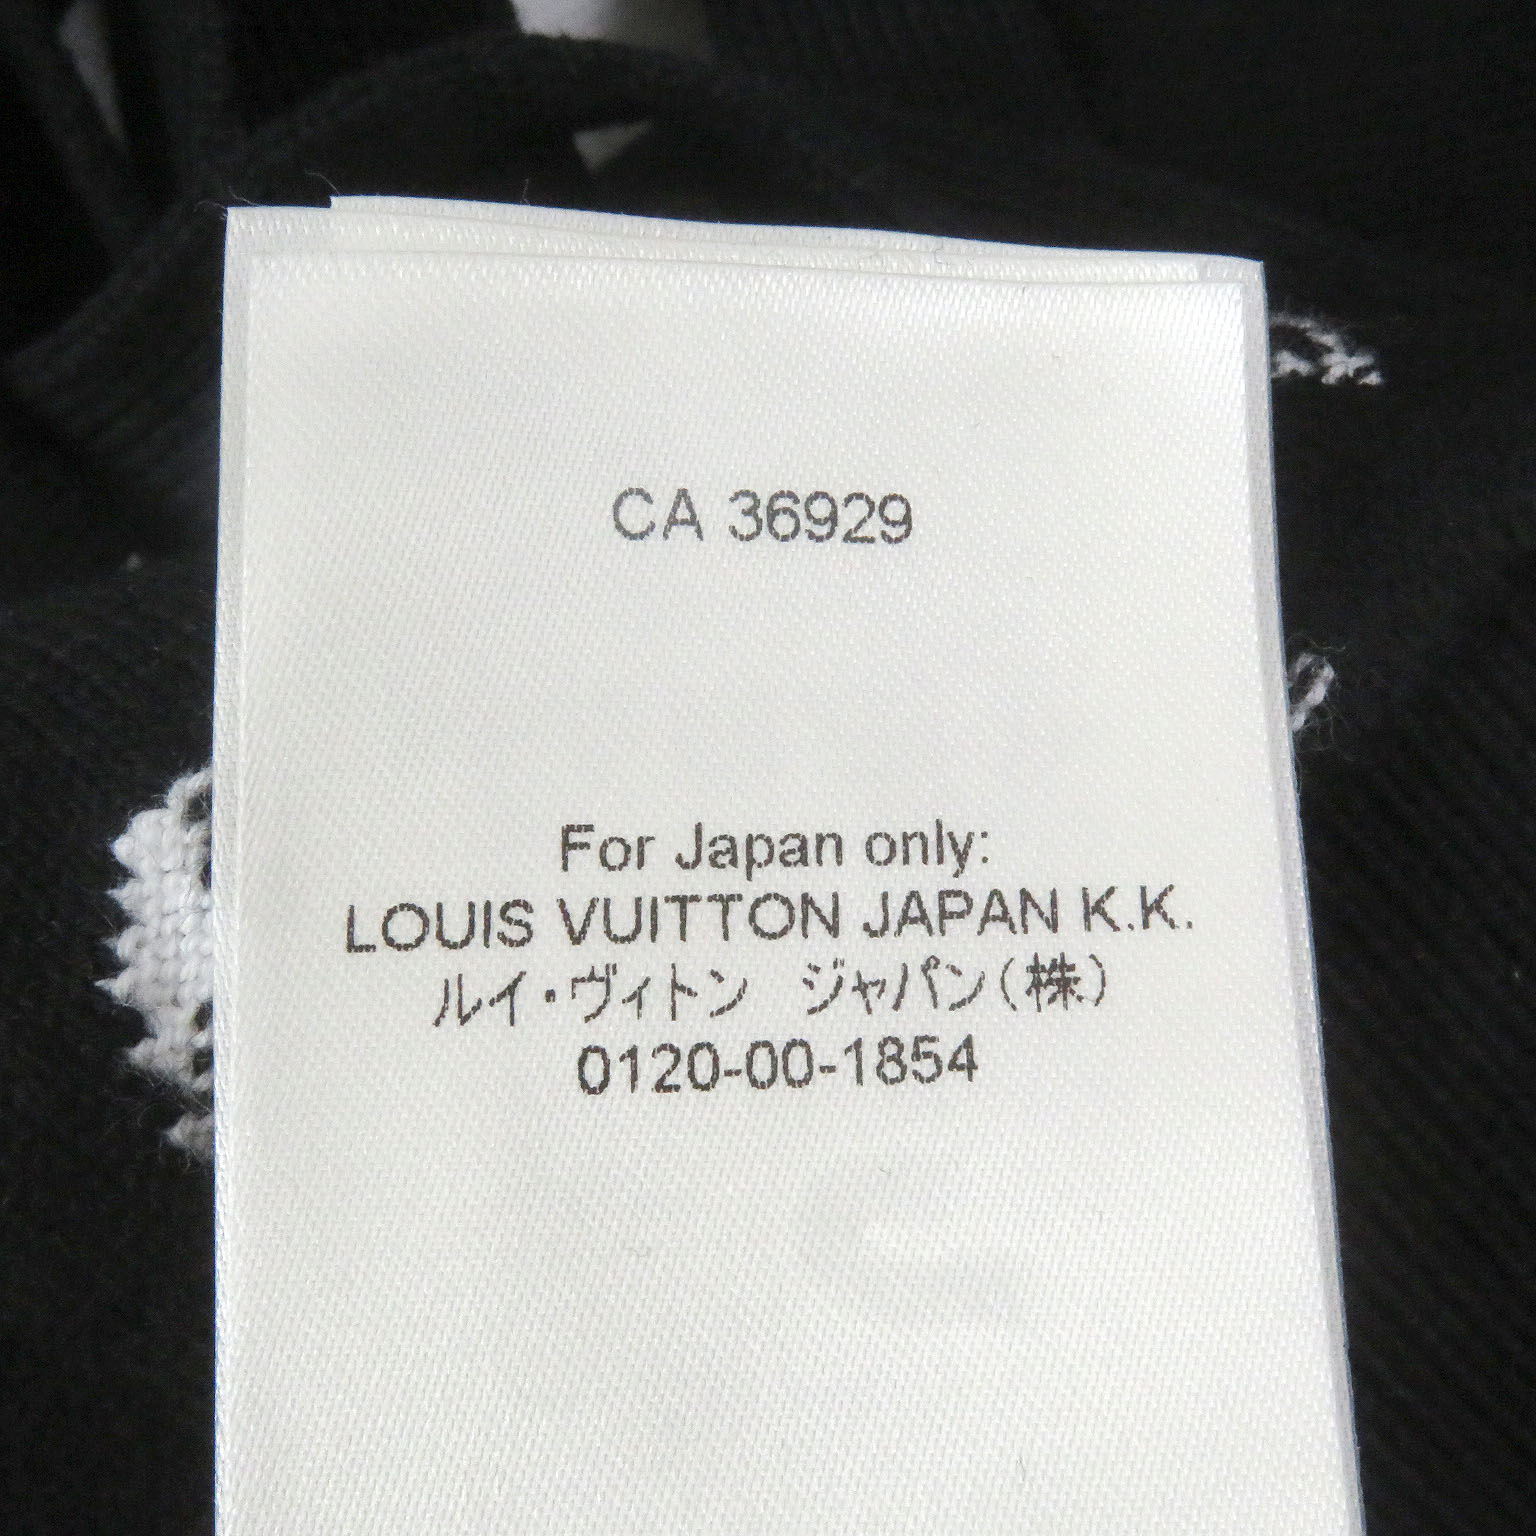 CA 36929
For Japan only:
LOUIS VUITTON JAPAN K.K.
ルイ・ヴィトン　ジャパン(株)
0120-00-1854